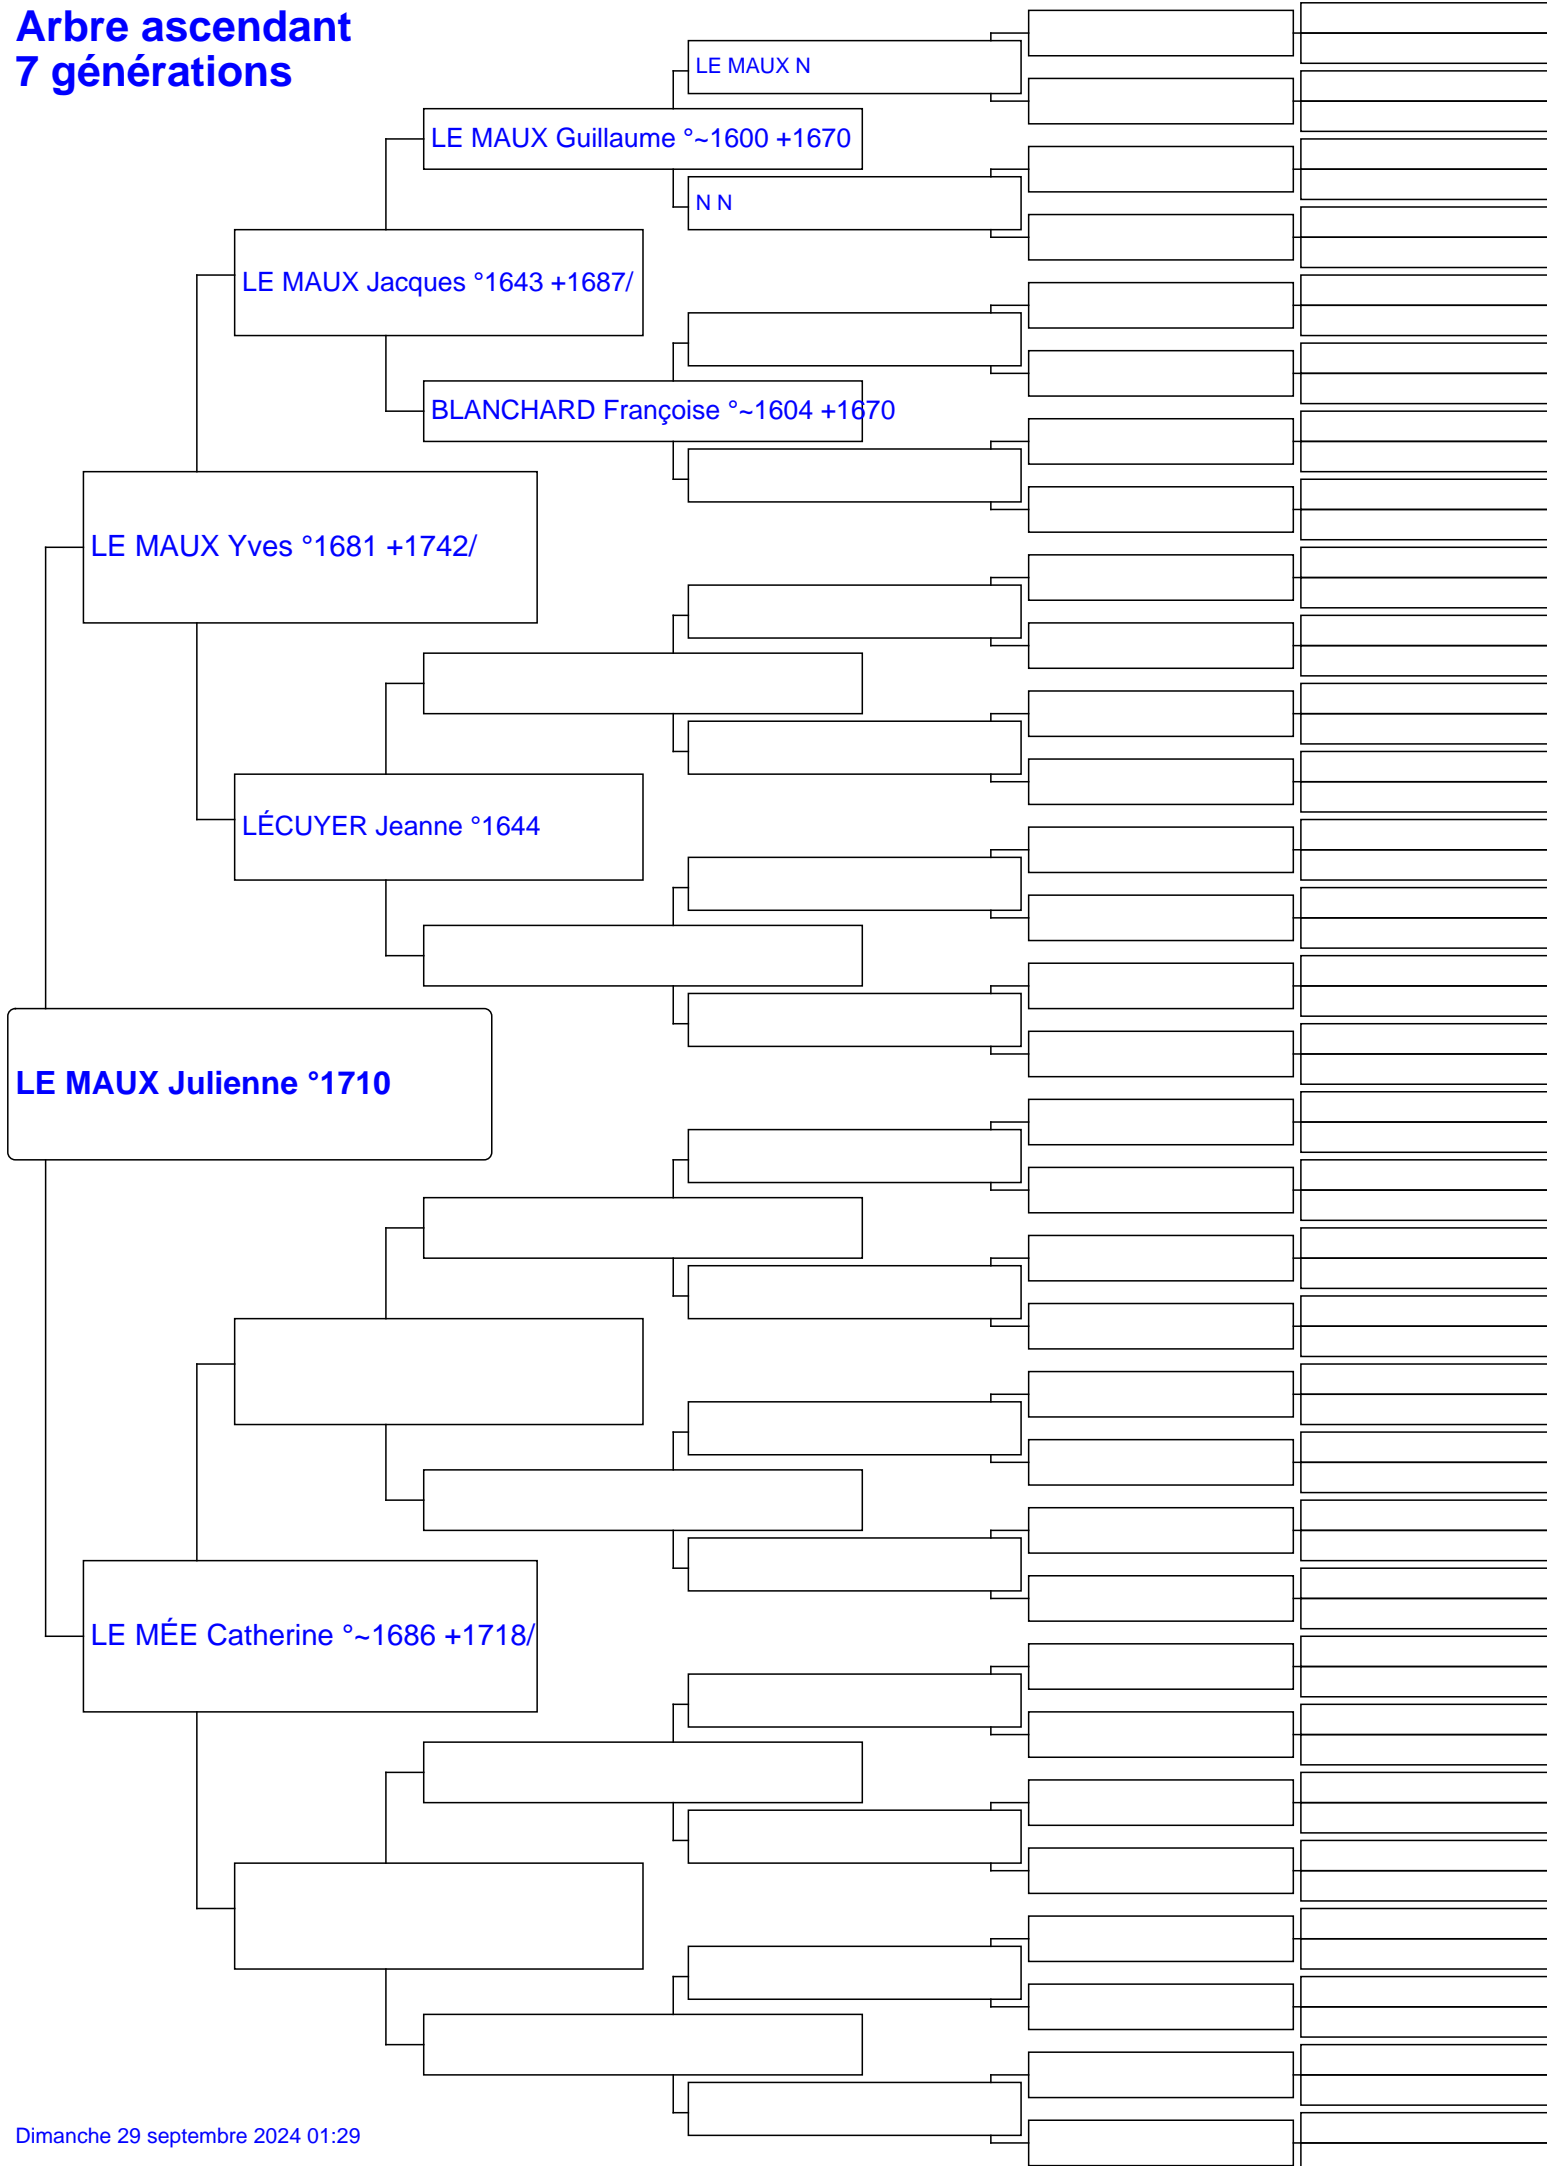 Arbre ascendant
7 générations
LE MAUX N
LE MAUX Guillaume °~1600 +1670
N N
LE MAUX Jacques °1643 +1687/
BLANCHARD Françoise °~1604 +1670
LE MAUX Yves °1681 +1742/
LÉCUYER Jeanne °1644
LE MAUX Julienne °1710
LE MÉE Catherine °~1686 +1718/
Dimanche 29 septembre 2024 01:29